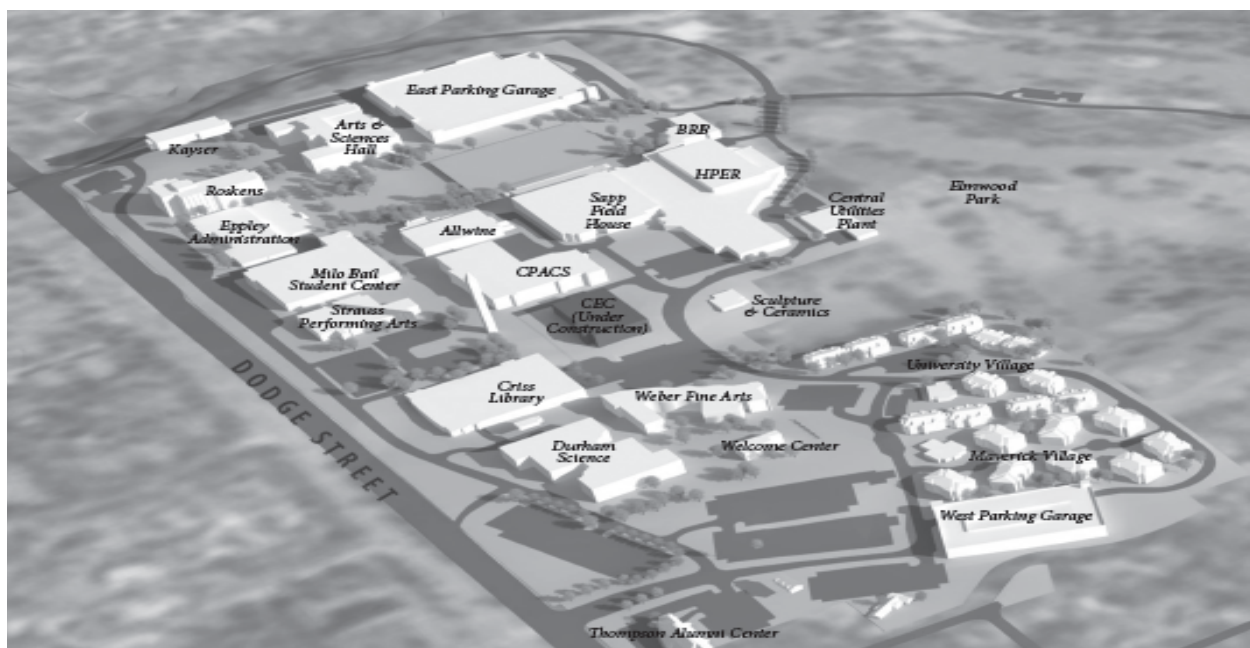 East Parking Garage
Arts &
Sciences
Hall
BRB
Kayser
HPER
Roskens
Elmwood
Park
Sapp
Field
House
Central
Utilities
Plant
Eppley
Administration
Allwine
Milo Bail
Student Center
CPACS
Strauss
Performing Arts
CEC
(Under
Construction)
Sculpture
& Ceramics
University Village
DODGE STREET
Criss
Library
Weber Fine Arts
Durham
Science
Welcome Center
Maverick Village
West Parking Garage
Thompson Alumni Center